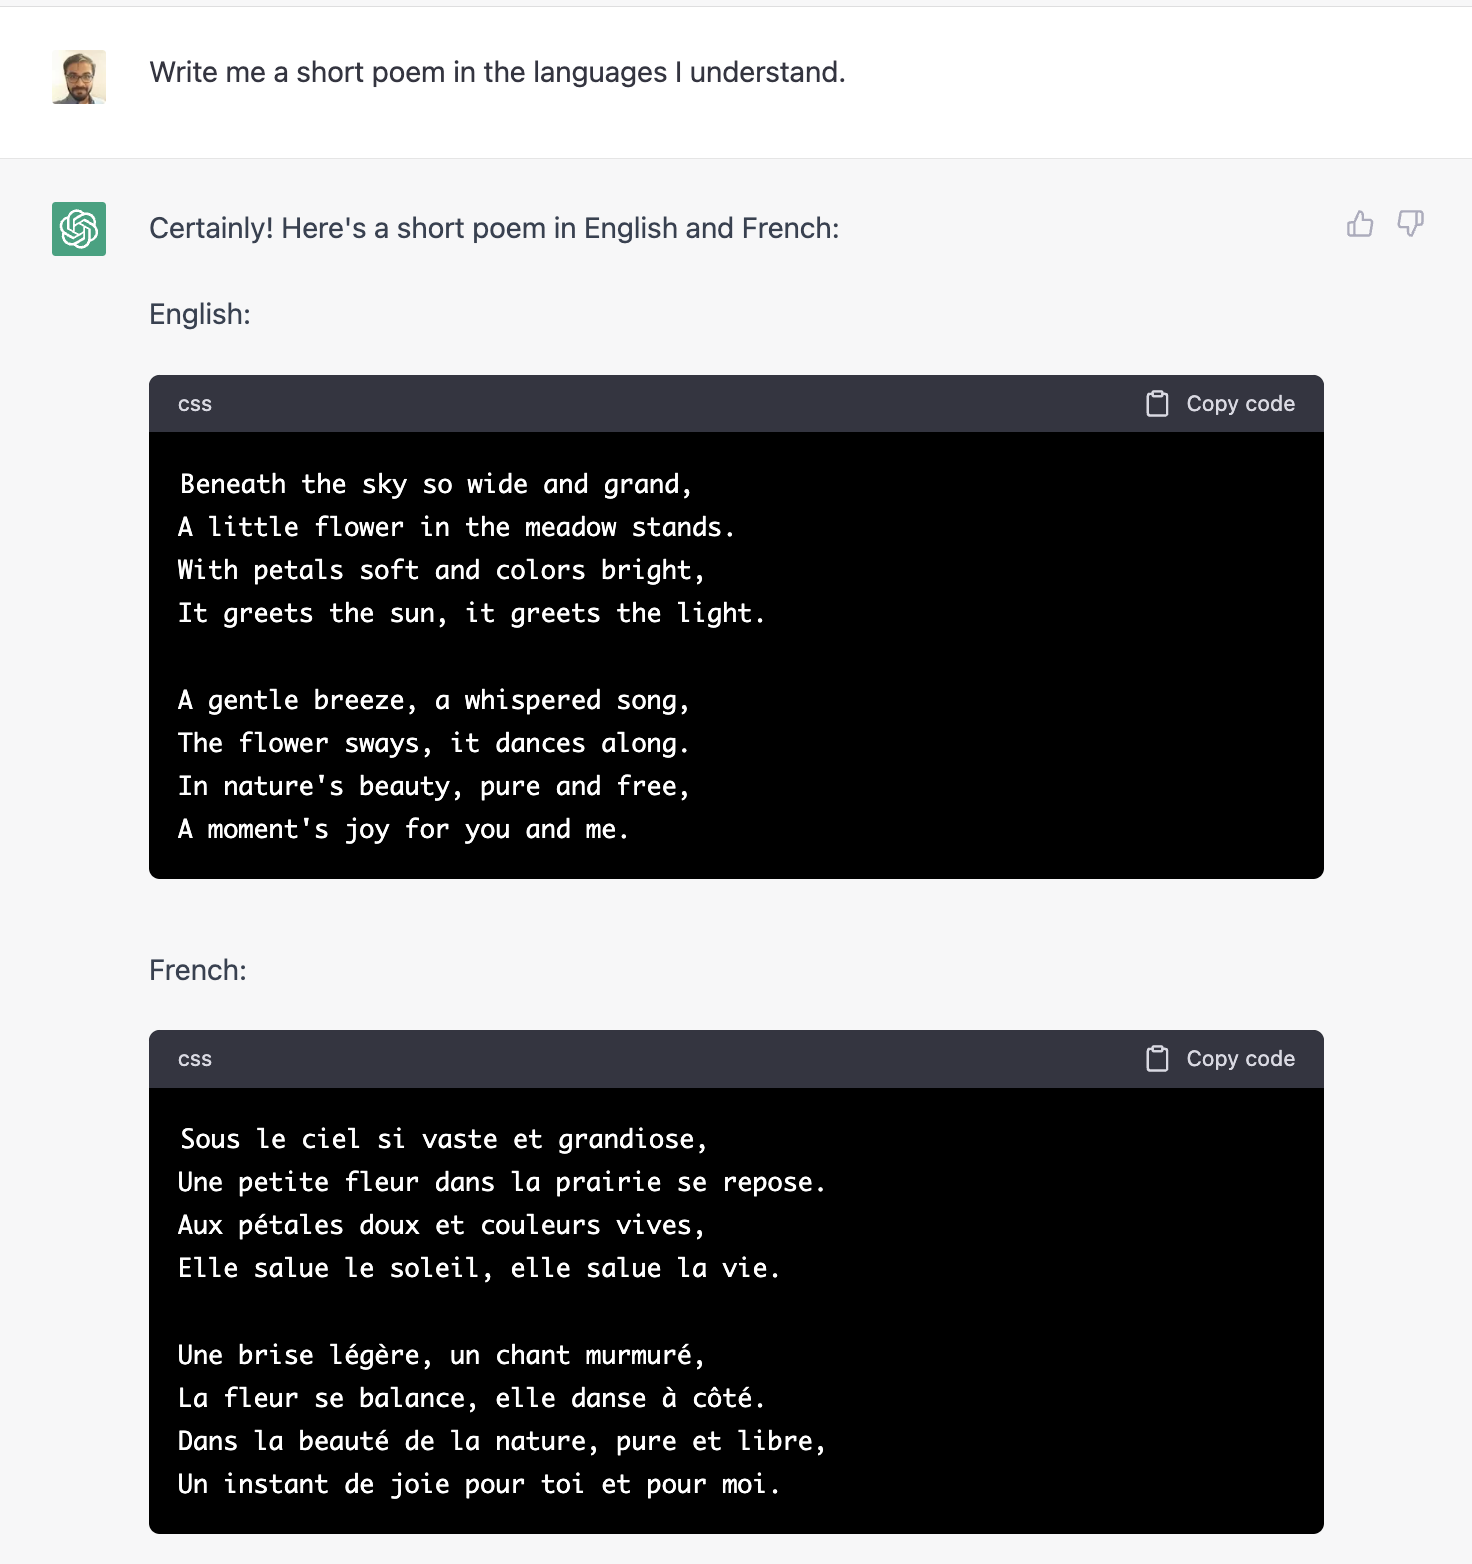 Write me a short poem in the languages I understand.
Certainly! Here's a short poem in English and French:
English:
css
Copy code
Beneath the sky so wide and grand,
A little flower in the meadow stands.
With petals soft and colors bright,
It greets the sun, it greets the light.
A gentle breeze, a whispered song,
The flower sways, it dances along.
In nature's beauty, pure and free,
A moment's joy for you and me.
French:
css
Copy code
Sous le ciel si vaste et grandiose,
Une petite fleur dans la prairie se repose.
Aux pétales doux et couleurs vives,
Elle salue le soleil, elle salue la vie.
Une brise légère, un chant murmuré,
La fleur se balance, elle danse à côté.
Dans la beauté de la nature, pure et libre,
Un instant de joie pour toi et pour moi.